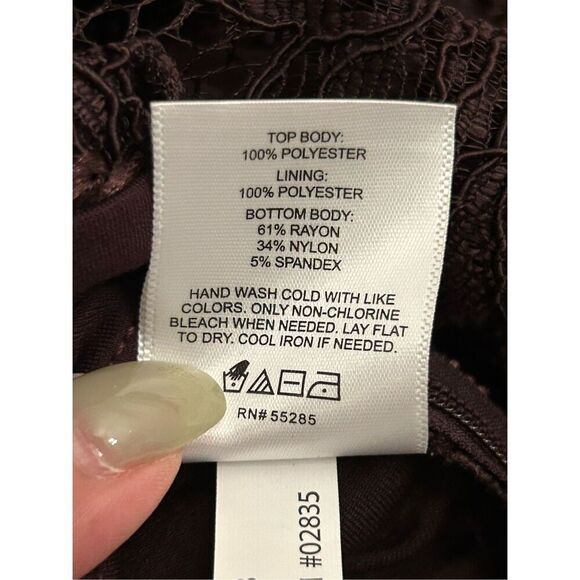 TOP BODY:
100% POLYESTER
LINING:
100% POLYESTER
BOTTOM BODY:
61% RAYON
34% NYLON
5% SPANDEX
HAND WASH COLD WITH LIKE
COLORS. ONLY NON-CHLORINE
BLEACH WHEN NEEDED. LAY FLAT
TO DRY. COOL IRON IF NEEDED.
RN# 55285
#02835